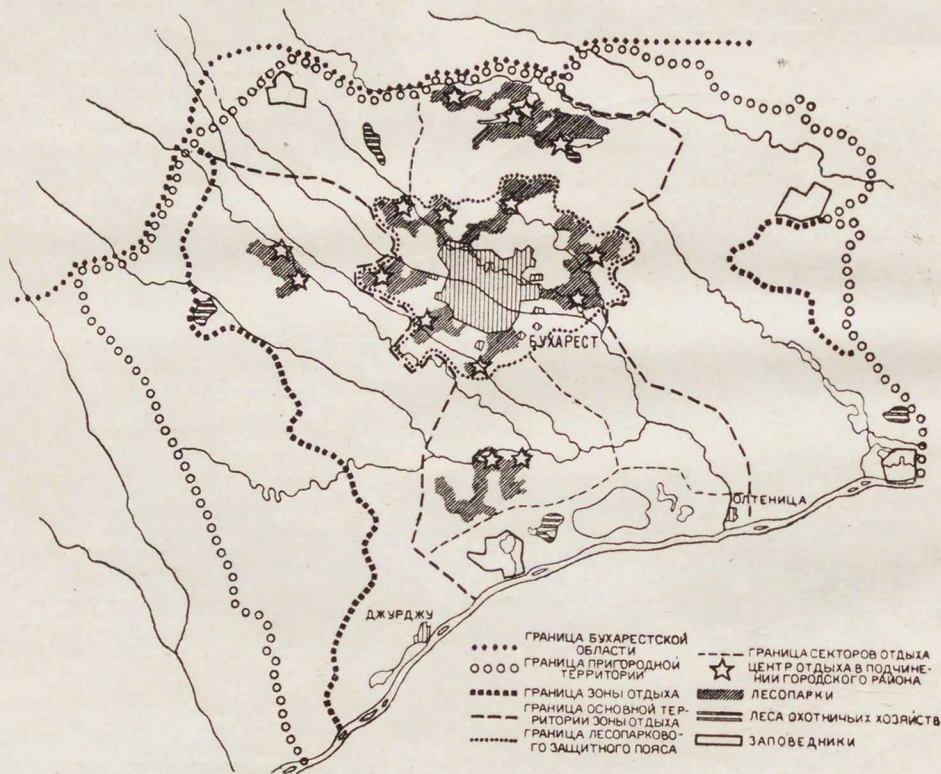 БУХАРЕСТ
ОЛТЕНИЦА
ДЖУРДЖУ
ГРАНИЦА БУХАРЕСТСКОЙ
ОБЛАСТИ
ГРАНИЦА ПРИГОРОДНОЙ
ТЕРРИТОРИИ
ГРАНИЦА ЗОНЫ ОТДЫХА
ГРАНИЦА ОСНОВНОЙ ТЕР-
РИТОРИИ ЗОНЫ ОТДЫХА
ГРАНИЦА ЛЕСОПАРКОВО-
ГО ЗАЩИТНОГО ПОЯСА
ГРАНИЦА СЕКТОРОВ ОТДЫХА
ЦЕНТР ОТДЫХА В ПОДЧИНЕ-
НИИ ГОРОДСКОГО РАЙОНА
ЛЕСОПАРКИ
ЛЕСА ОХОТНИЧЬИХ ХОЗЯЙСТВ
ЗАПОВЕДНИКИ